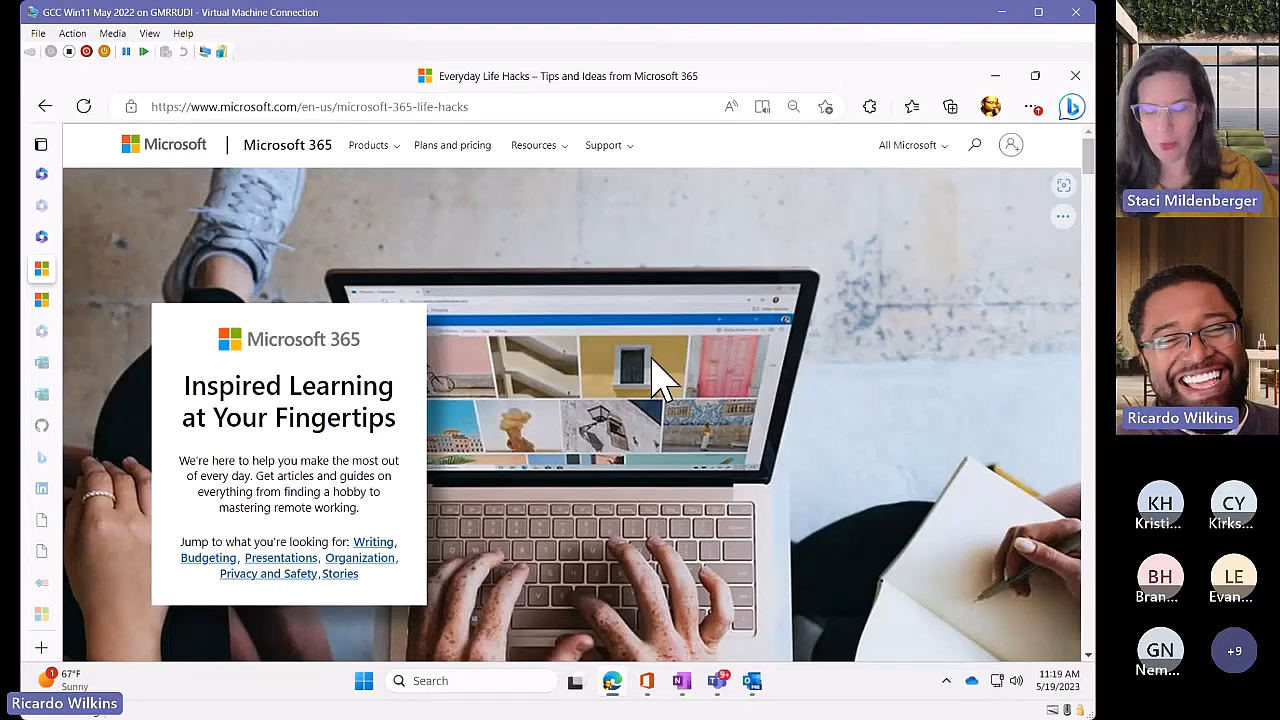 GCC Win11 May 2022 on GMRRUDI - Virtual Machine Connection
File Action Media View Help
Everyday Life Hacks – Tips and Ideas from Microsoft 365
https://www.microsoft.com/en-us/microsoft-365-life-hacks
Microsoft
Microsoft 365
Products
Plans and pricing
Resources
Support
All Microsoft
Microsoft 365
Inspired Learning
at Your Fingertips
We're here to help you make the most out
of every day. Get articles and guides on
everything from finding a hobby to
mastering remote working.
Jump to what you're looking for: Writing,
Budgeting, Presentations, Organization,
Privacy and Safety, Stories
1
67°F
Sunny
Search
9+
11:19 AM
5/19/2023
Ricardo Wilkins
Staci Mildenberger
Ricardo Wilkins
KH
Kristi...
CY
Kirks...
BH
Bran...
LE
Evan...
GN
Nem...
+9